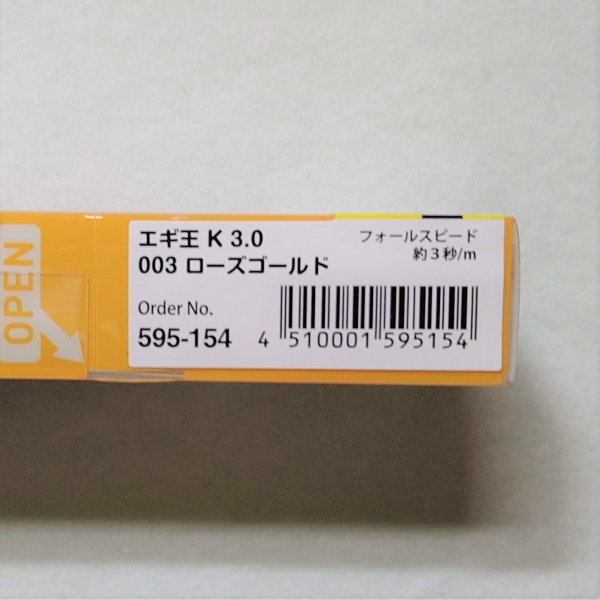 OPEN
エギ王 K 3.0
003 ローズゴールド
フォールスピード
約3秒/m
Order No.
595-154
4 510001 595154